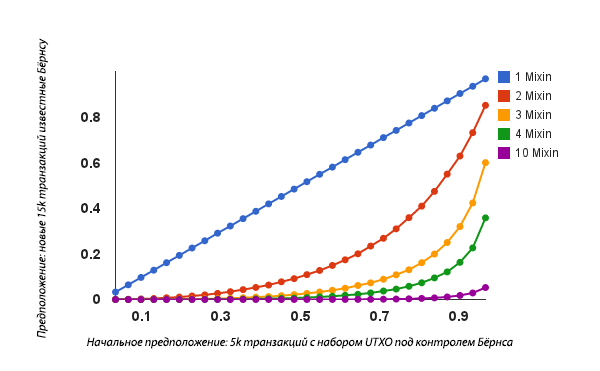 Предположение: новые 15k транзакций известные Бёрнсу
0.8
0.6
0.4
0.2
0
0.1 0.3 0.5 0.7 0.9
1 Mixin
2 Mixin
3 Mixin
4 Mixin
10 Mixin
Начальное предположение: 5k транзакций с набором UTXO под контролем Бёрнса